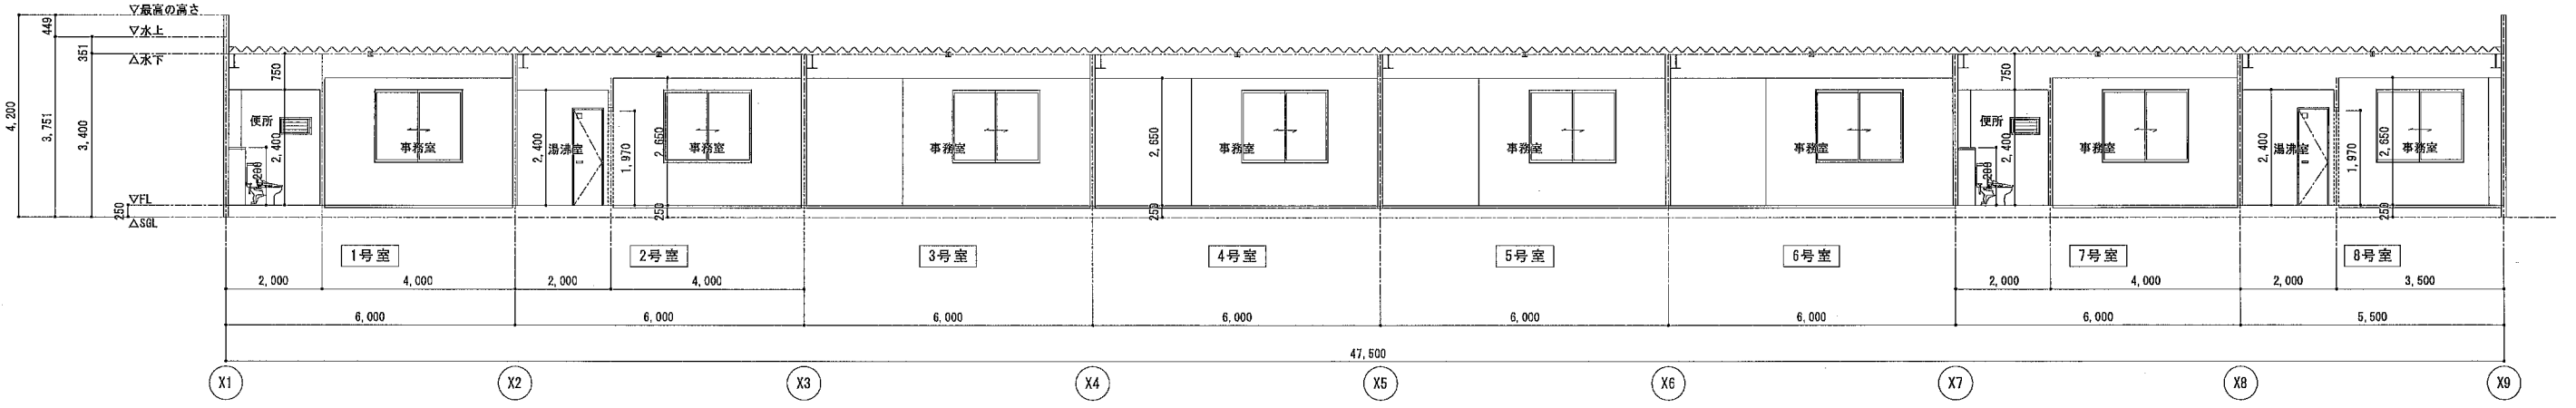 ▽最高の高さ
449
▽水上
351
△水下
4,200
3,751
3,400
750
便所
2,400
事務室
▽FL
250
△SGL
湯沸室
2,400
1,970
2,650
事務室
250
事務室
2,650
事務室
250
事務室
事務室
750
便所
2,400
事務室
2,400
湯沸室
1,970
2,650
事務室
250
1号室
2号室
3号室
4号室
5号室
6号室
7号室
8号室
2,000
4,000
2,000
4,000
2,000
4,000
2,000
3,500
6,000
6,000
6,000
6,000
6,000
6,000
6,000
5,500
47,500
X1
X2
X3
X4
X5
X6
X7
X8
X9